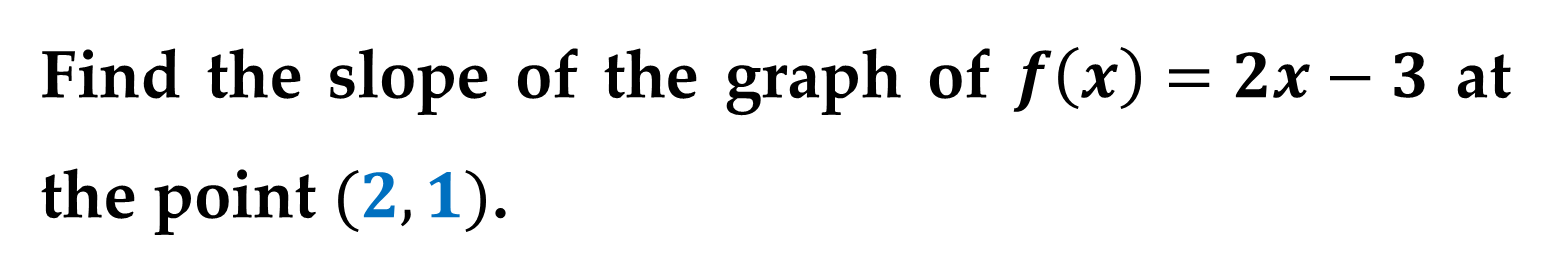 Find the slope of the graph of f(x) = 2x − 3 at
the point (2, 1).